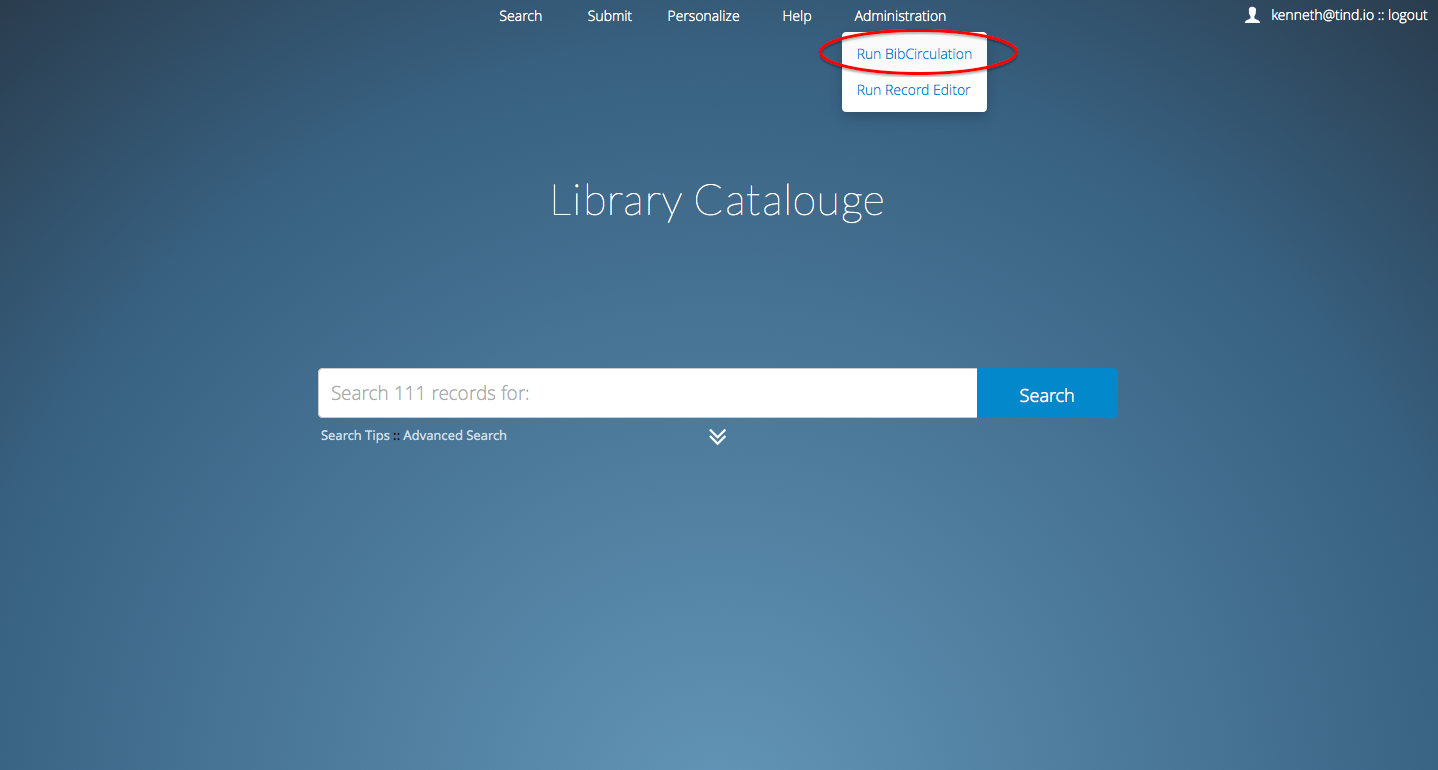 Search Submit Personalize Help Administration kenneth@tind.io :: logout
Run BibCirculation
Run Record Editor
Library Catalouge
Search 111 records for: Search
Search Tips :: Advanced Search